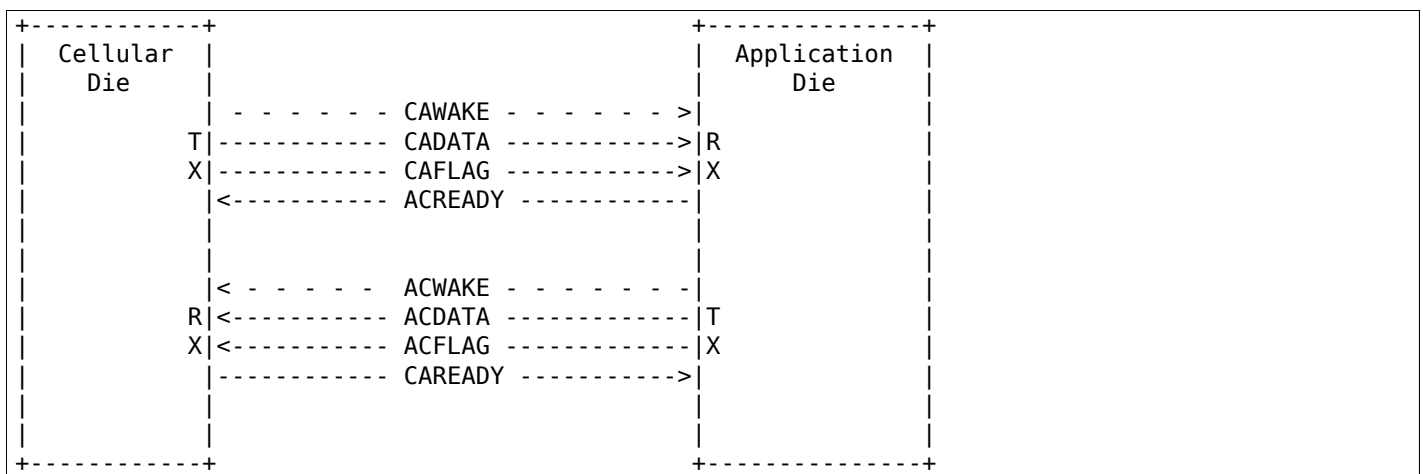 +------------+                                 +---------------+
|  Cellular  |                                 |  Application  |
|    Die     |                                 |      Die      |
|            | - - - - - - CAWAKE - - - - - - >|               |
|           T|------------ CADATA ------------>|R              |
|           X|------------ CAFLAG ------------>|X              |
|            |<----------- ACREADY ------------|               |
|            |                                 |               |
|            |                                 |               |
|            |< - - - - -  ACWAKE - - - - - - -|               |
|           R|<----------- ACDATA -------------|T              |
|           X|<----------- ACFLAG -------------|X              |
|            |------------ CAREADY ----------->|               |
|            |                                 |               |
|            |                                 |               |
+------------+                                 +---------------+